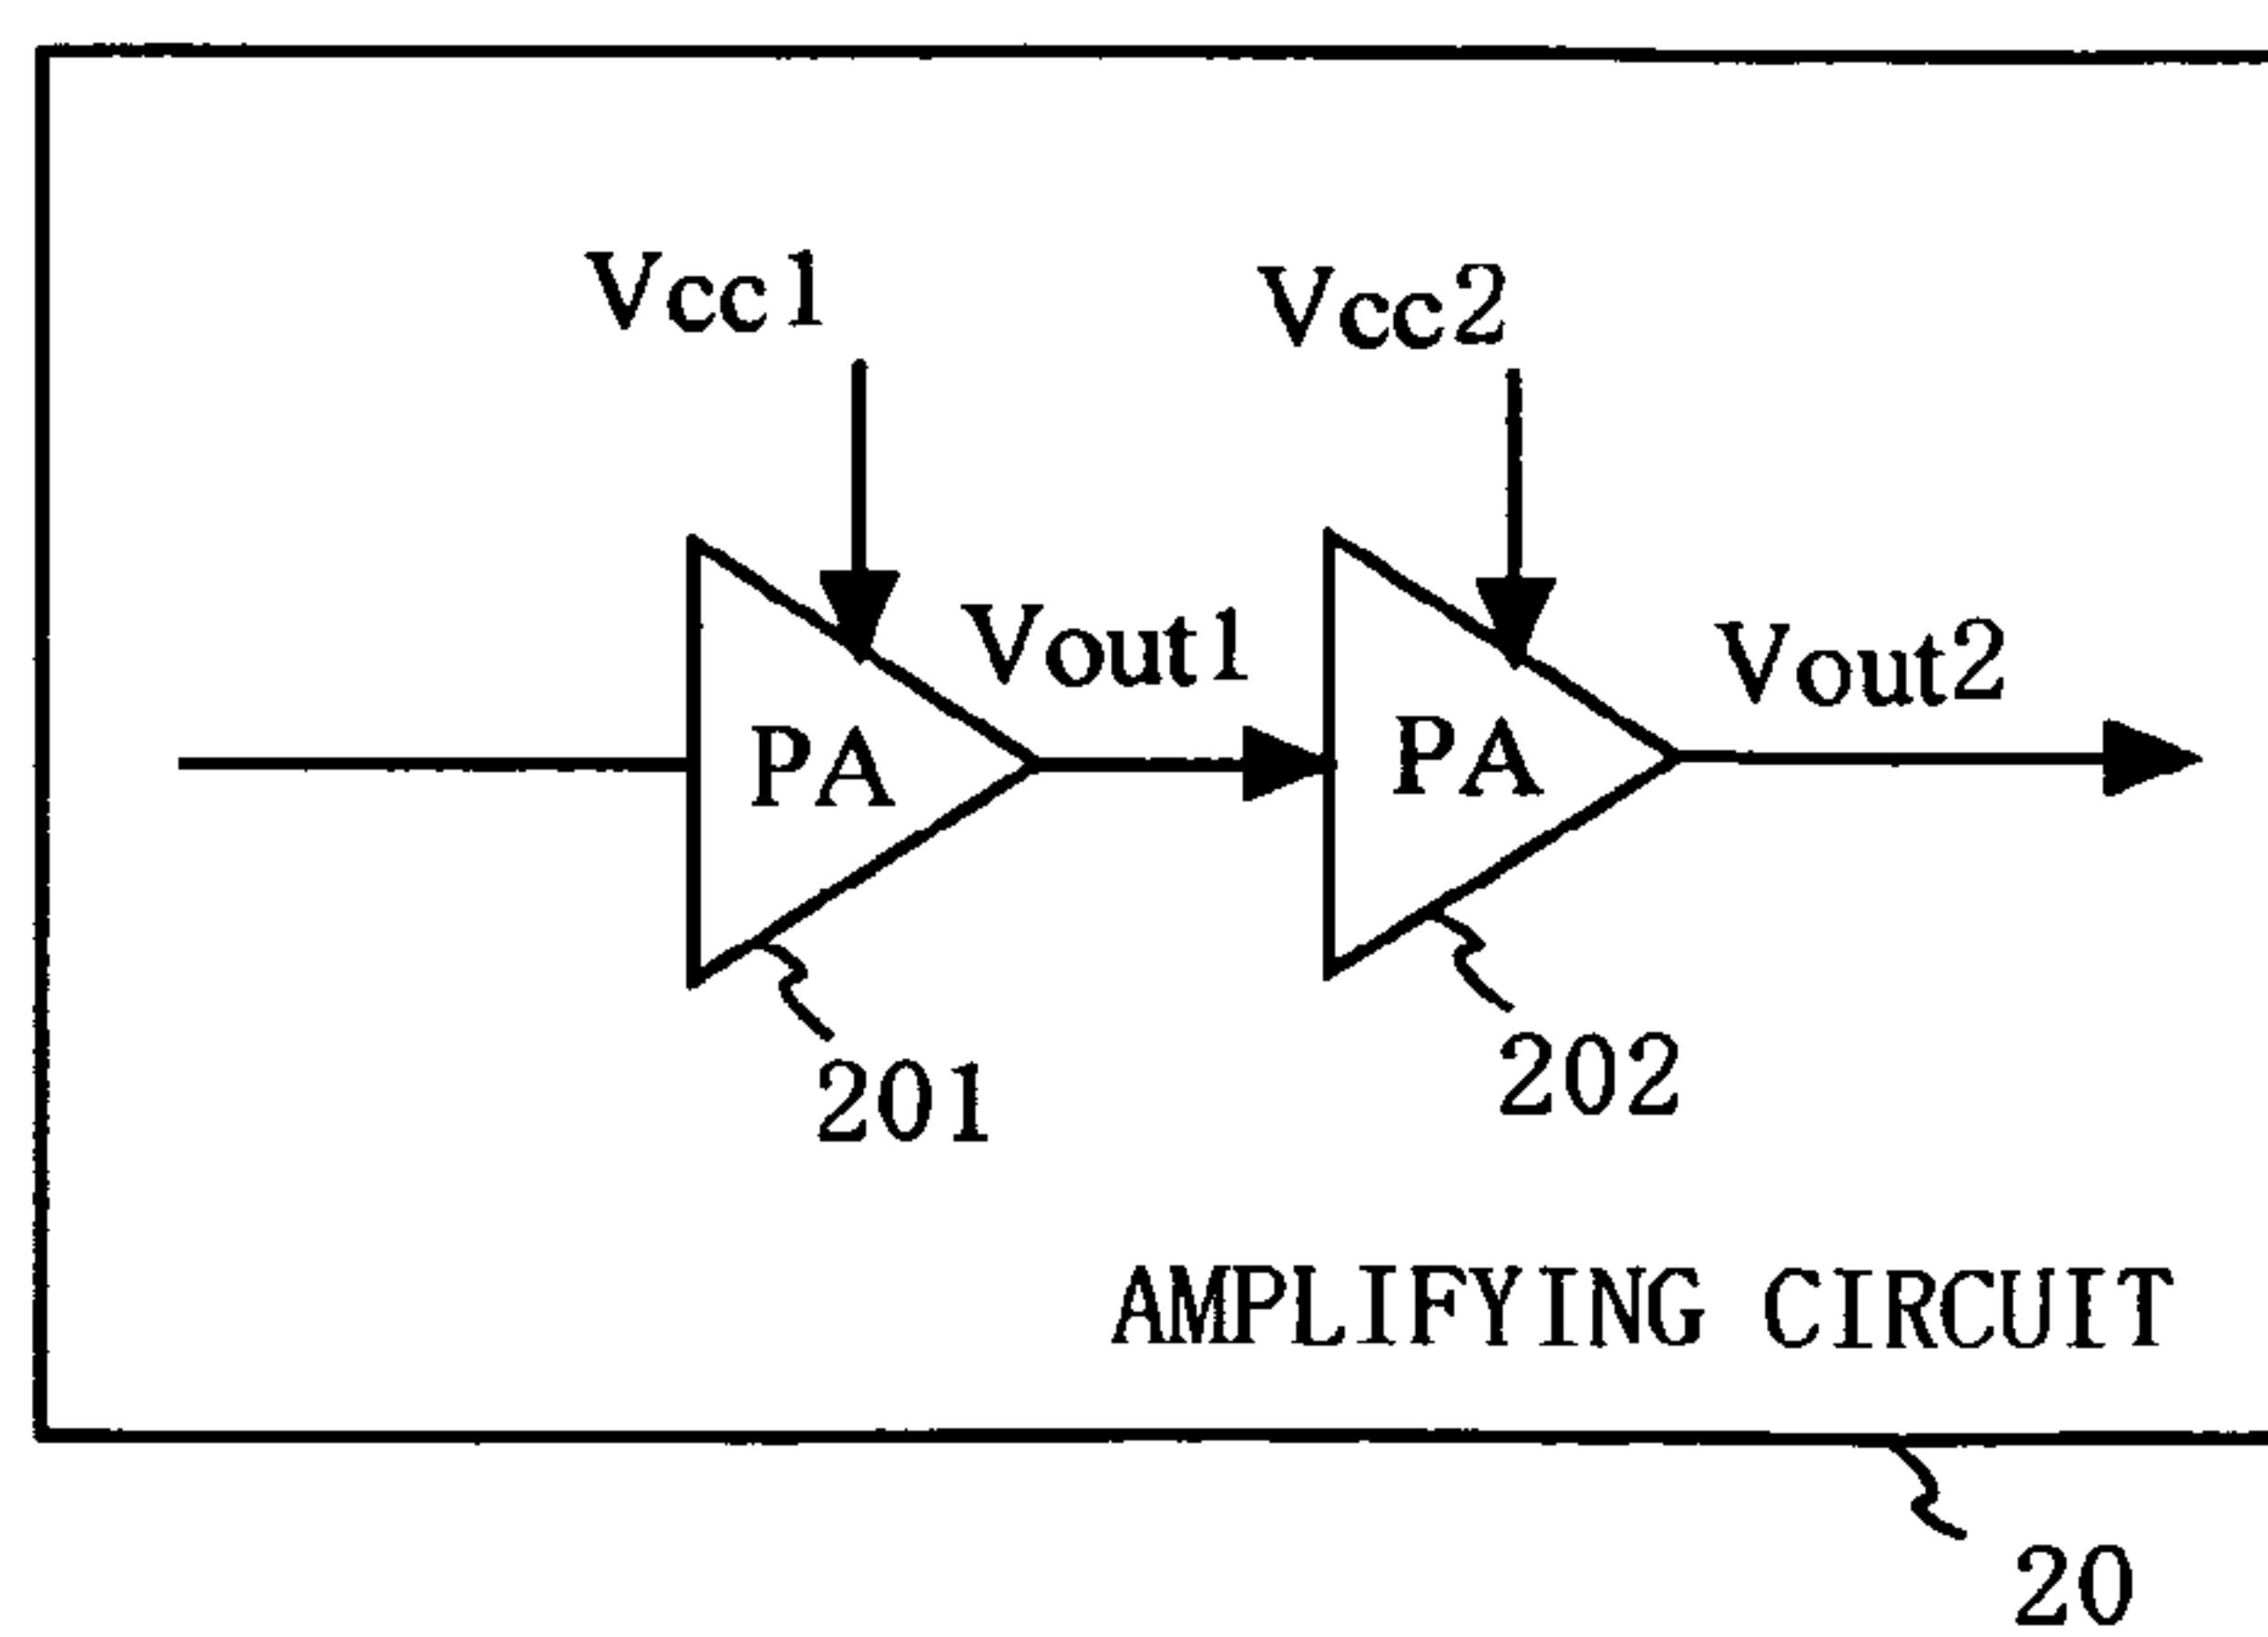 Vcc1
Vcc2
Vout1
Vout2
PA
PA
201
202
AMPLIFYING CIRCUIT
20